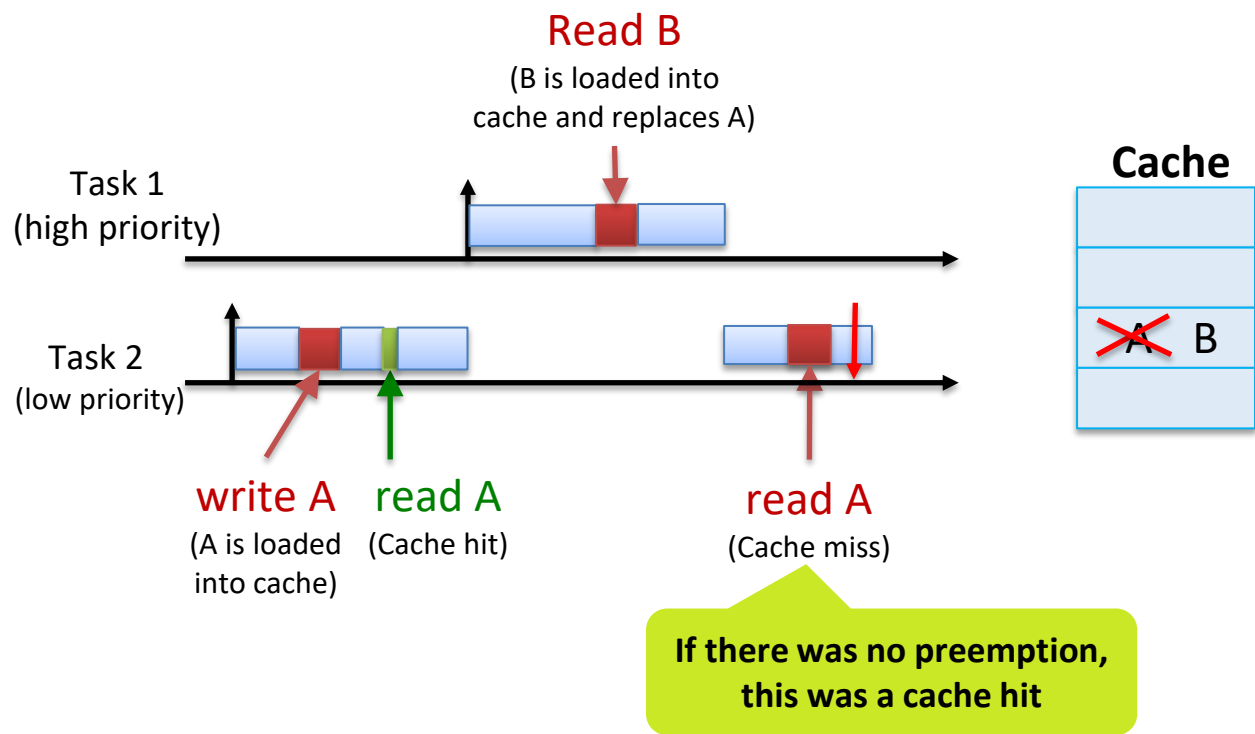 Read B
(B is loaded into
cache and replaces A)
Cache
Task 1
(high priority)
A B
Task 2
(low priority)
write A
(A is loaded
into cache)
read A
(Cache hit)
read A
(Cache miss)
If there was no preemption,
this was a cache hit